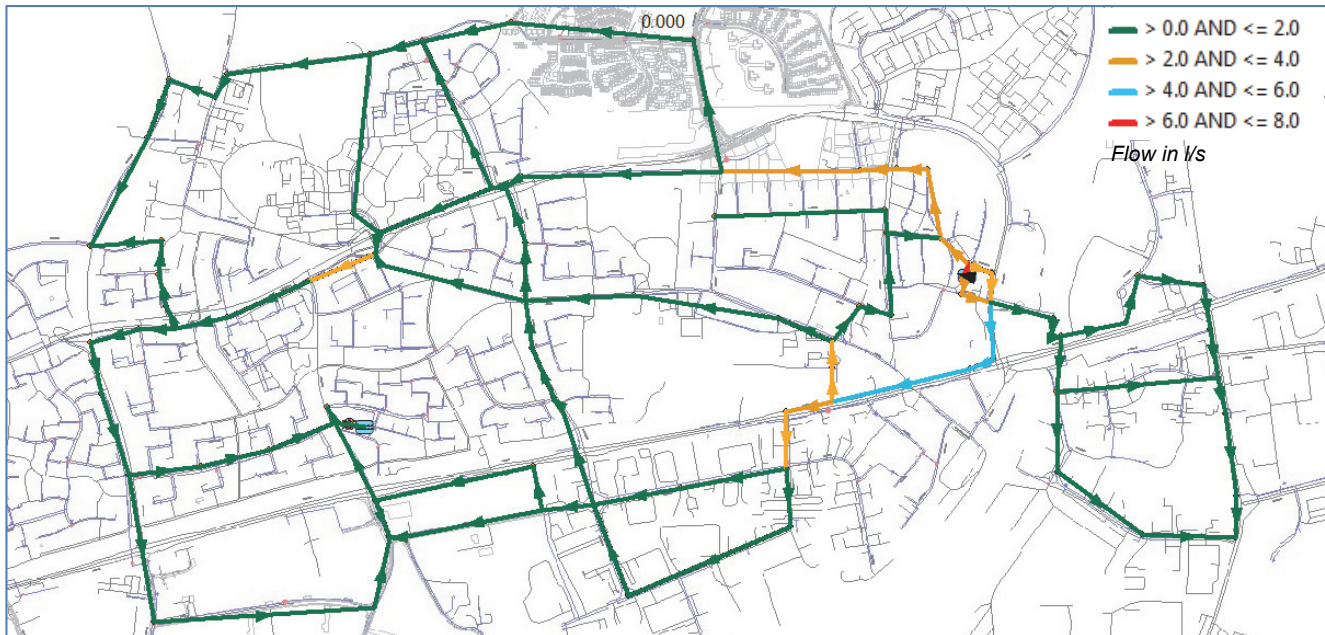 0.000
> 0.0 AND <= 2.0
> 2.0 AND <= 4.0
> 4.0 AND <= 6.0
> 6.0 AND <= 8.0
Flow in l/s